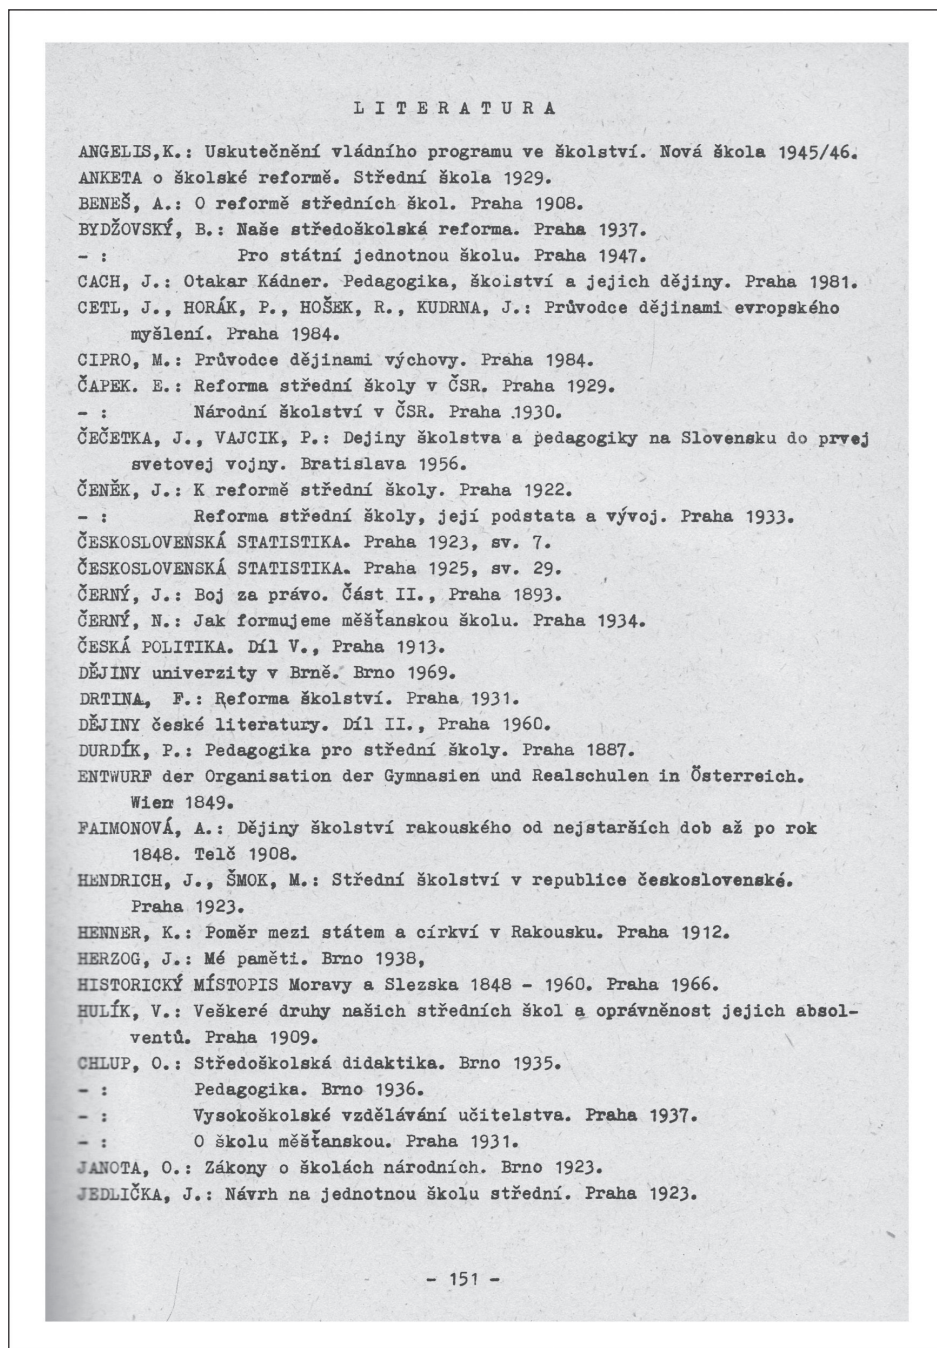 L I T E R A T U R A
ANGELIS,K.: Uskutečnění vládního programu ve školství. Nová škola 1945/46.
ANKETA o školské reformě. Střední škola 1929.
BENEŠ, A.: O reformě středních škol. Praha 1908.
BYDŽOVSKÝ, B.: Naše středoškolská reforma. Praha 1937.
- : Pro státní jednotnou školu. Praha 1947.
CACH, J.: Otakar Kádner. Pedagogika, školství a jejich dějiny. Praha 1981.
CETL, J., HORÁK, P., HOŠEK, R., KUDRNA, J.: Průvodce dějinami evropského
myšlení. Praha 1984.
CIPRO, M.: Průvodce dějinami výchovy. Praha 1984.
ČAPEK. E.: Reforma střední školy v ČSR. Praha 1929.
- : Národní školství v ČSR. Praha 1930.
ČEČETKA, J., VAJCIK, P.: Dejiny školstva a pedagogiky na Slovensku do prvej
svetovej vojny. Bratislava 1956.
ČENĚK, J.: K reformě střední školy. Praha 1922.
- : Reforma střední školy, její podstata a vývoj. Praha 1933.
ČESKOSLOVENSKÁ STATISTIKA. Praha 1923, sv. 7.
ČESKOSLOVENSKÁ STATISTIKA. Praha 1925, sv. 29.
ČERNÝ, J.: Boj za právo. Část II., Praha 1893.
ČERNÝ, N.: Jak formujeme měšťanskou školu. Praha 1934.
ČESKÁ POLITIKA. Díl V., Praha 1913.
DĚJINY univerzity v Brně. Brno 1969.
DRTINA, F.: Reforma školství. Praha 1931.
DĚJINY české literatury. Díl II., Praha 1960.
DURDÍK, P.: Pedagogika pro střední školy. Praha 1887.
ENTWURF der Organisation der Gymnasien und Realschulen in Österreich.
Wien 1849.
FAIMONOVÁ, A.: Dějiny školství rakouského od nejstarších dob až po rok
1848. Telč 1908.
HENDRICH, J., ŠMOK, M.: Střední školství v republice československé.
Praha 1923.
HENNER, K.: Poměr mezi státem a církví v Rakousku. Praha 1912.
HERZOG, J.: Mé paměti. Brno 1938,
HISTORICKÝ MÍSTOPIS Moravy a Slezska 1848 - 1960. Praha 1966.
HULÍK, V.: Veškeré druhy našich středních škol a oprávněnost jejich absol-
ventů. Praha 1909.
CHLUP, O.: Středoškolská didaktika. Brno 1935.
- : Pedagogika. Brno 1936.
- : Vysokoškolské vzdělávání učitelstva. Praha 1937.
- : O školu měšťanskou. Praha 1931.
JANOTA, O.: Zákony o školách národních. Brno 1923.
JEDLIČKA, J.: Návrh na jednotnou školu střední. Praha 1923.
- 151 -